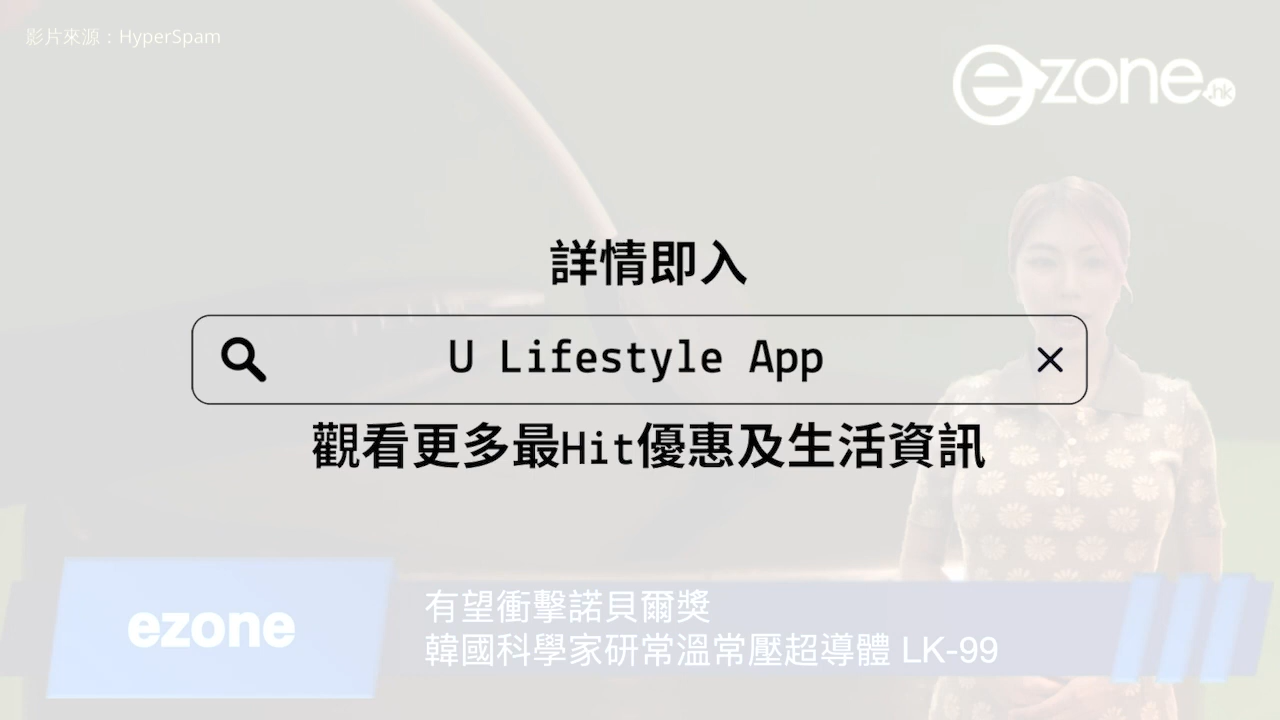 影片來源：HyperSpam
ezone.hk
詳情即入
U Lifestyle App
觀看更多最Hit優惠及生活資訊
ezone
有望衝擊諾貝爾獎
韓國科學家研常溫常壓超導體 LK-99